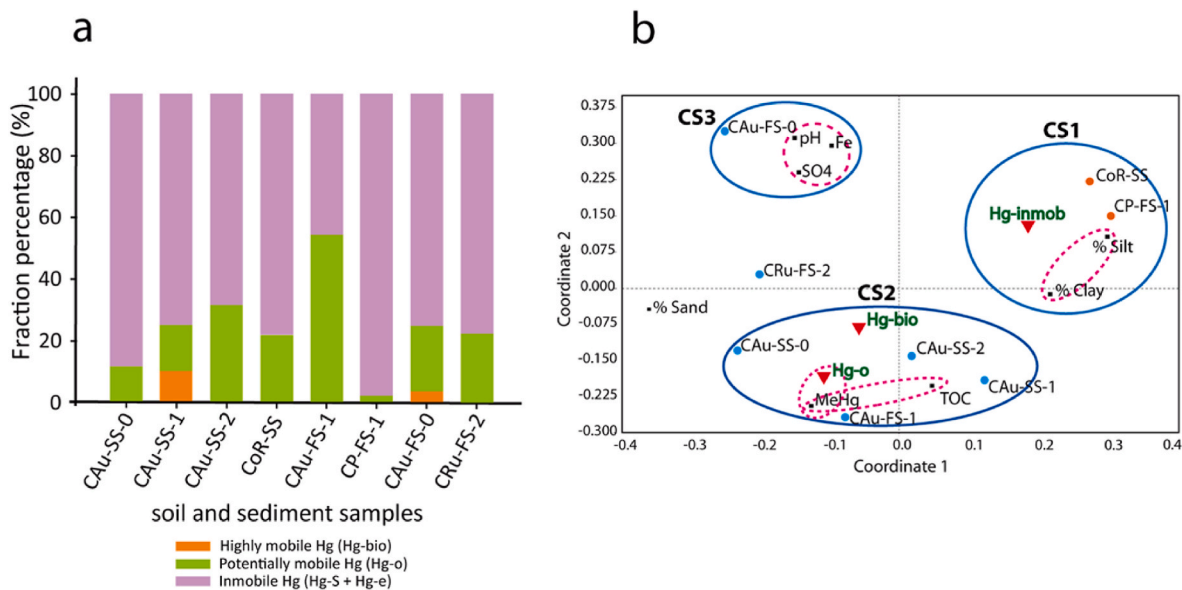 a
Fraction percentage (%)
100
80
60
40
20
0
CAu-SS-0
CAu-SS-1
CAu-SS-2
CoR-SS
CAu-FS-1
CP-FS-1
CAu-FS-0
CRu-FS-2
soil and sediment samples
Highly mobile Hg (Hg-bio)
Potentially mobile Hg (Hg-o)
Inmobile Hg (Hg-S + Hg-e)
b
Coordinate 2
0.375
0.300
0.225
0.150
0.075
0.000
-0.075
-0.150
-0.225
-0.300
CS3
CAu-FS-0
pH
Fe
SO4
CS1
CoR-SS
CP-FS-1
Hg-inmob
% Silt
% Clay
CRu-FS-2
% Sand
CS2
Hg-bio
CAu-SS-0
CAu-SS-2
Hg-o
CAu-SS-1
MeHg
TOC
CAu-FS-1
-0.4
-0.3
-0.2
-0.1
0.0
0.1
0.2
0.3
0.4
Coordinate 1